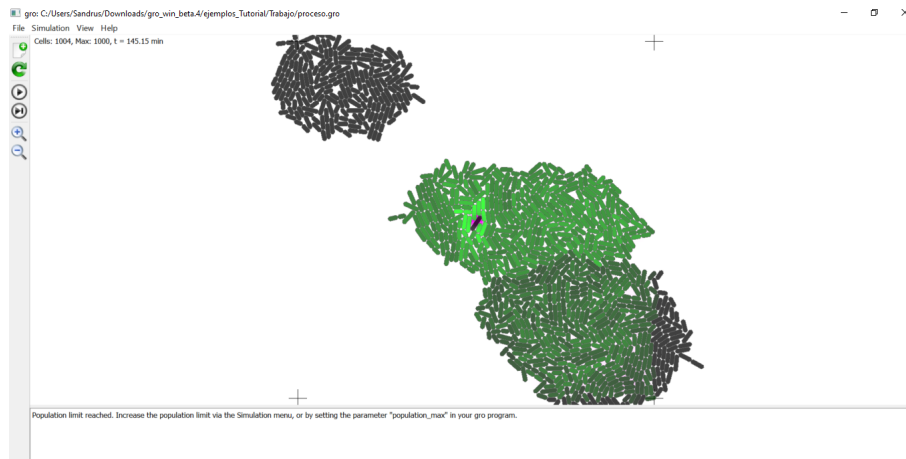 gro: C:/Users/Sandrus/Downloads/gro_win_beta.4/ejemplos_Tutorial/Trabajo/proceso.gro
File Simulation View Help
Cells: 1004, Max: 1000, t = 145.15 min
Population limit reached. Increase the population limit via the Simulation menu, or by setting the parameter "population_max" in your gro program.